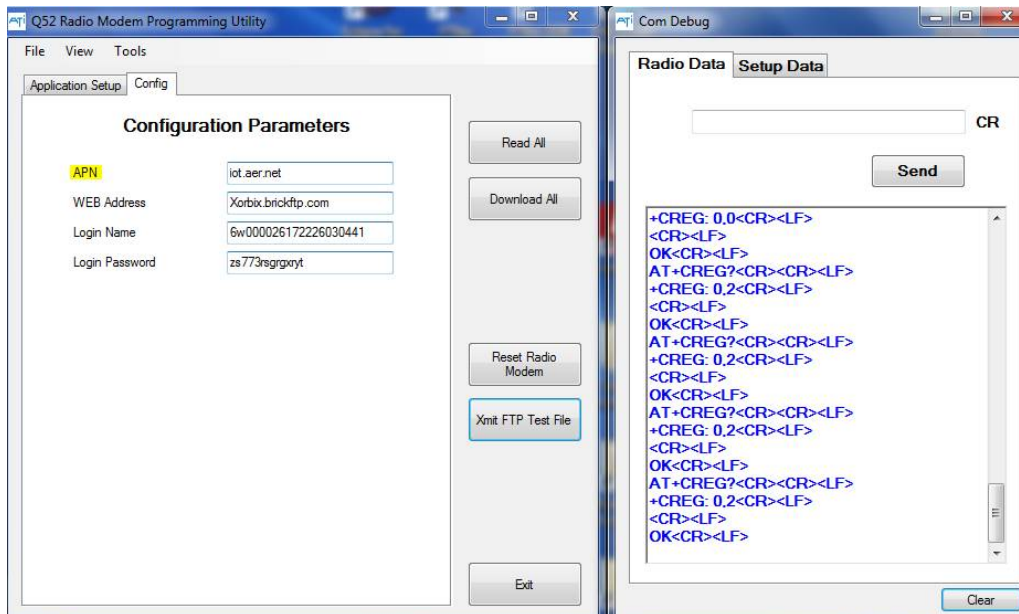 ATi Q52 Radio Modem Programming Utility
File View Tools
Application Setup Config
Configuration Parameters
APN iot.aer.net
WEB Address Xorbix.brickftp.com
Login Name 6w000026172226030441
Login Password zs773rsgrgxryt
Read All
Download All
Reset Radio
Modem
Xmit FTP Test File
Exit
ATi Com Debug
Radio Data Setup Data
CR
Send
+CREG: 0,0<CR><LF>
<CR><LF>
OK<CR><LF>
AT+CREG?<CR><CR><LF>
+CREG: 0,2<CR><LF>
<CR><LF>
OK<CR><LF>
AT+CREG?<CR><CR><LF>
+CREG: 0,2<CR><LF>
<CR><LF>
OK<CR><LF>
AT+CREG?<CR><CR><LF>
+CREG: 0,2<CR><LF>
<CR><LF>
OK<CR><LF>
AT+CREG?<CR><CR><LF>
+CREG: 0,2<CR><LF>
<CR><LF>
OK<CR><LF>
Clear